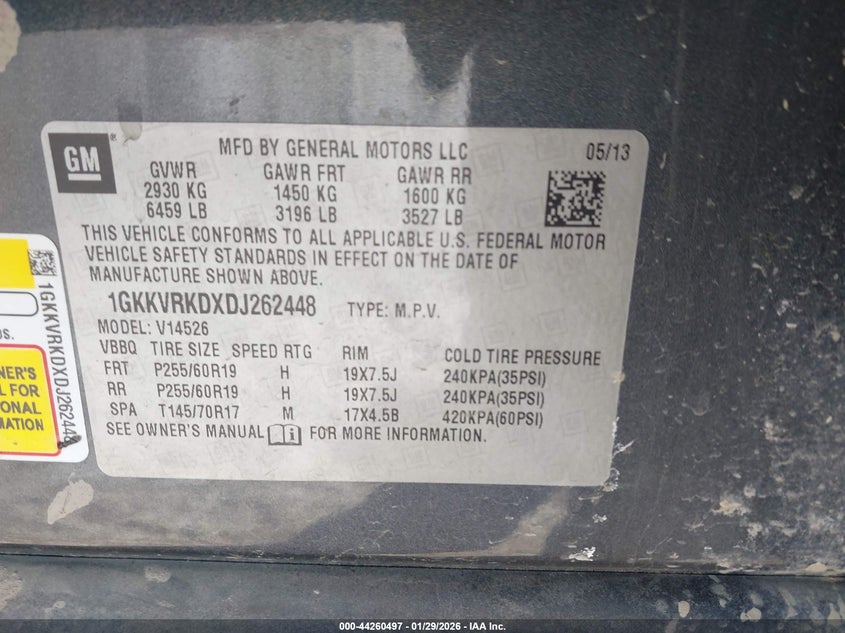 GM ®
MFD BY GENERAL MOTORS LLC 05/13
GVWR GAWR FRT GAWR RR
2930 KG 1450 KG 1600 KG
6459 LB 3196 LB 3527 LB
THIS VEHICLE CONFORMS TO ALL APPLICABLE U.S. FEDERAL MOTOR
VEHICLE SAFETY STANDARDS IN EFFECT ON THE DATE OF
MANUFACTURE SHOWN ABOVE.
1GKKVRKDXDJ262448 TYPE: M.P.V.
MODEL: V14526
VBBQ TIRE SIZE SPEED RTG RIM COLD TIRE PRESSURE
FRT P255/60R19 H 19X7.5J 240KPA(35PSI)
RR P255/60R19 H 19X7.5J 240KPA(35PSI)
SPA T145/70R17 M 17X4.5B 420KPA(60PSI)
SEE OWNER'S MANUAL FOR MORE INFORMATION.
1GKKVRKDXDJ262448
NER'S
L FOR
IONAL
MATION
000-44260497 - 01/29/2026 - IAA Inc.